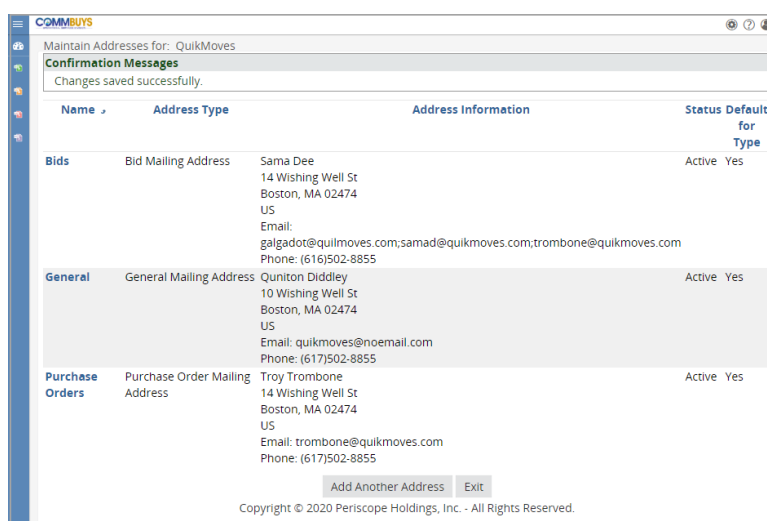 COMMBUYS
Maintain Addresses for: QuikMoves
Confirmation Messages
Changes saved successfully.
Name Address Type Address Information Status Default for Type
Bids Bid Mailing Address Sama Dee Active Yes
14 Wishing Well St
Boston, MA 02474
US
Email:
galgadot@quilmoves.com;samad@quikmoves.com;trombone@quikmoves.com
Phone: (616)502-8855
General General Mailing Address Quniton Diddley Active Yes
10 Wishing Well St
Boston, MA 02474
US
Email: quikmoves@noemail.com
Phone: (617)502-8855
Purchase Orders Purchase Order Mailing Address Troy Trombone Active Yes
14 Wishing Well St
Boston, MA 02474
US
Email: trombone@quikmoves.com
Phone: (617)502-8855
Add Another Address Exit
Copyright © 2020 Periscope Holdings, Inc. - All Rights Reserved.